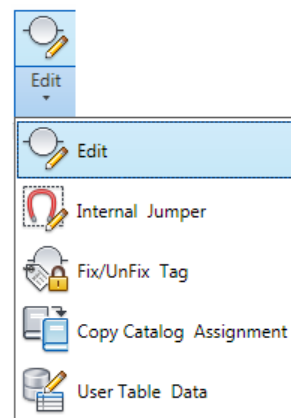 Edit
Edit
Internal Jumper
Fix/UnFix Tag
Copy Catalog Assignment
User Table Data